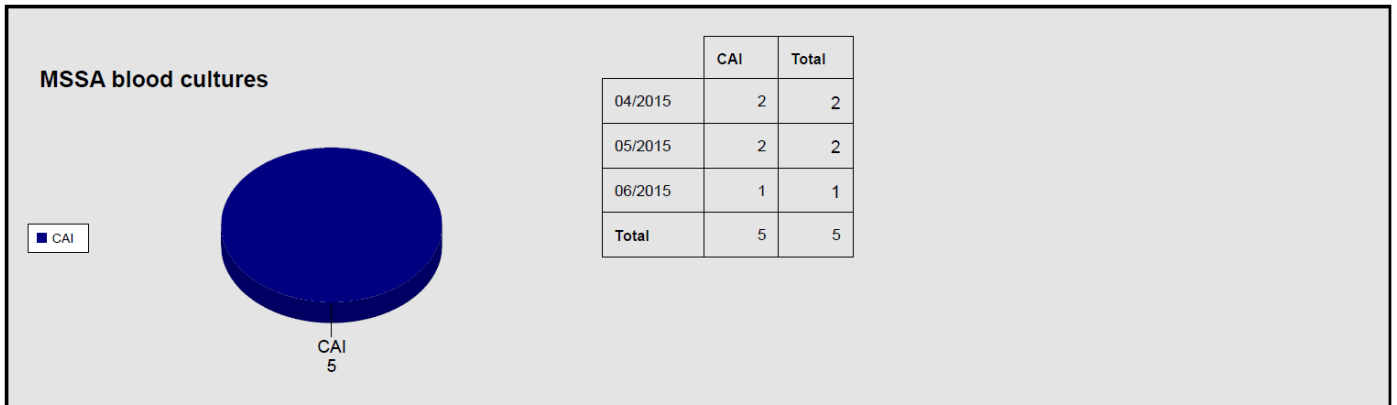 MSSA blood cultures
CAI
CAI
5
CAI Total
04/2015 2 2
05/2015 2 2
06/2015 1 1
Total 5 5